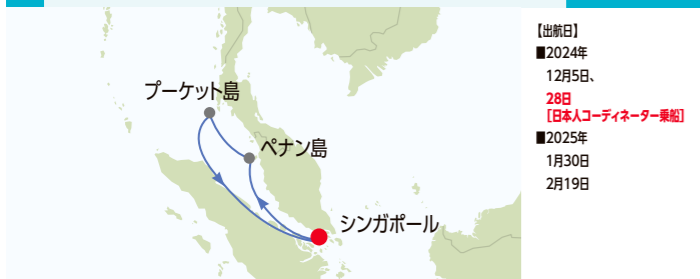 プーケット島
ペナン島
シンガポール
【出航日】
■2024年
12月5日、
28日
［日本人コーディネーター乗船］
■2025年
1月30日
2月19日